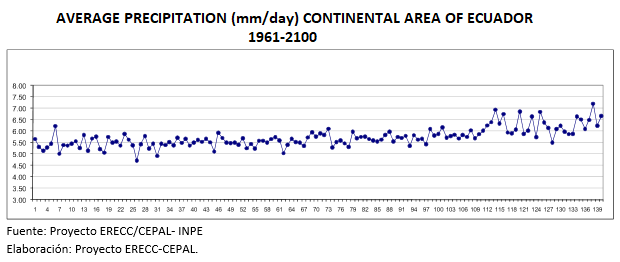 AVERAGE PRECIPITATION (mm/day) CONTINENTAL AREA OF ECUADOR
1961-2100
8.00
7.00
6.50
6.00
5.50
5.00
4.50
4.00
3.50
3.00
1 4 7 10 13 16 19 22 25 28 31 34 37 40 43 46 49 52 55 58 61 64 67 70 73 76 79 82 85 88 91 94 97 100 103 106 109 112 115 118 121 124 127 130 133 136 139
Fuente: Proyecto ERECC/CEPAL- INPE
Elaboración: Proyecto ERECC-CEPAL.